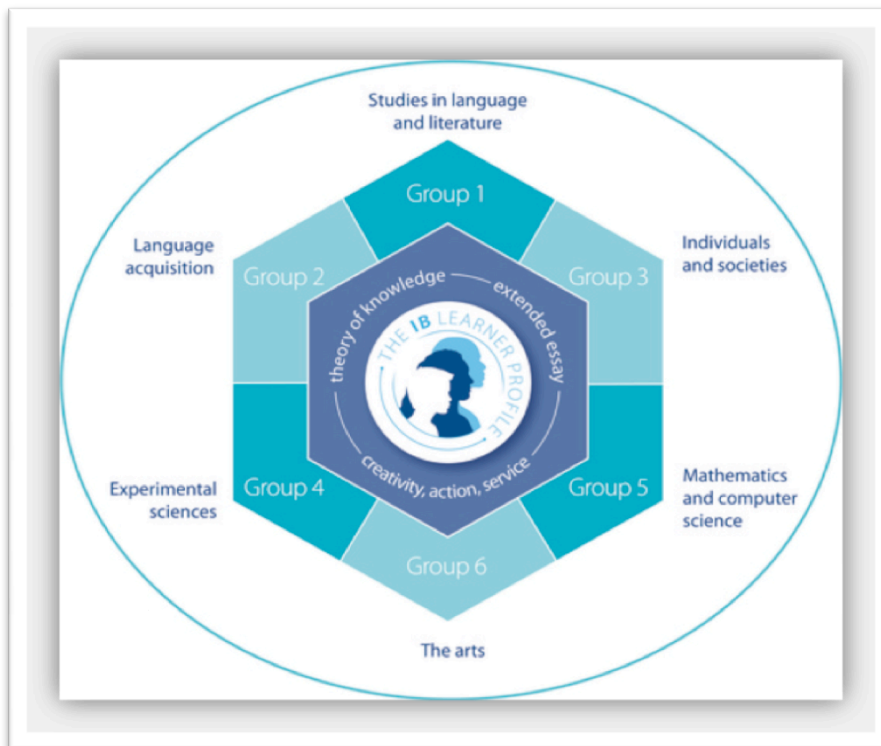 Studies in language
and literature
Group 1
Language
acquisition
Group 2
Individuals
and societies
Group 3
theory of knowledge
extended essay
THE IB LEARNER PROFILE
creativity, action, service
Experimental
sciences
Group 4
Mathematics
and computer
science
Group 5
Group 6
The arts